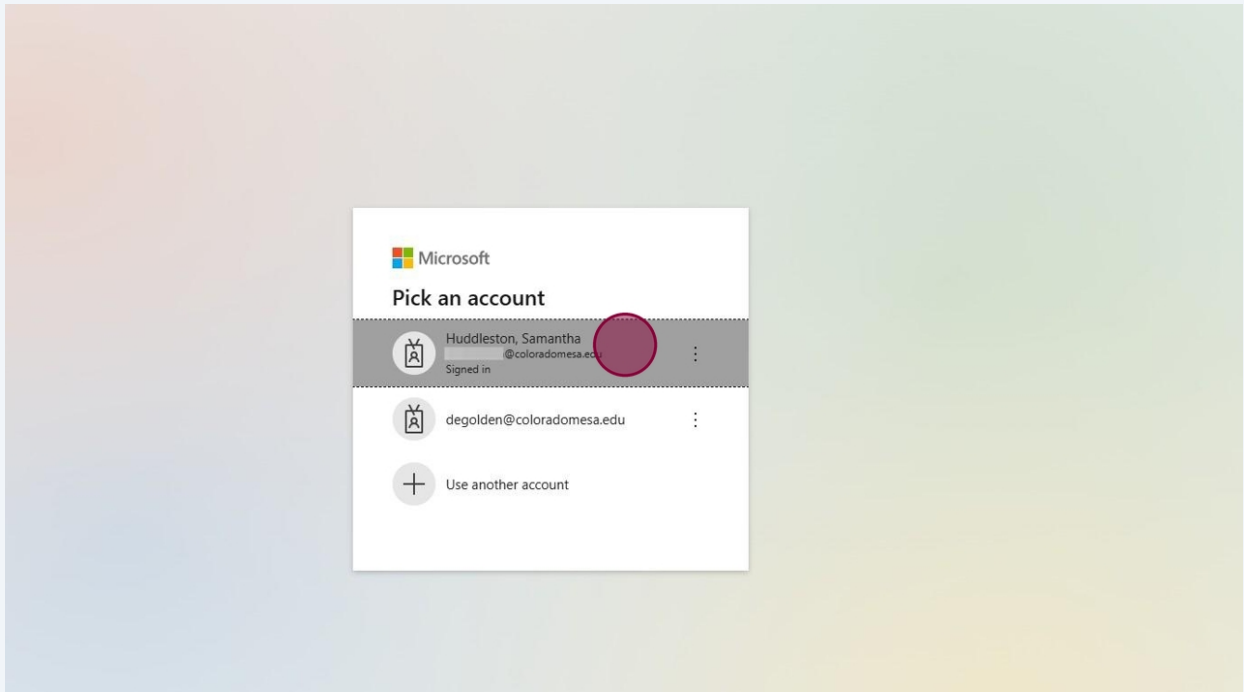 Microsoft
Pick an account
Huddleston, Samantha
@coloradomesa.edu
Signed in
degolden@coloradomesa.edu
Use another account